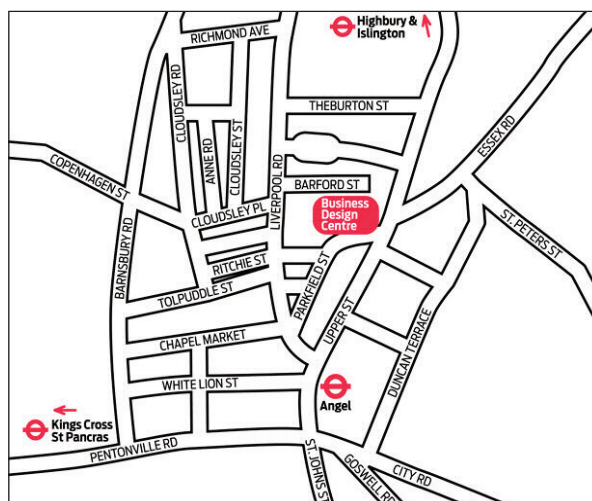 RICHMOND AVE
Highbury &
Islington
CLOUDSLEY RD
THEBURTON ST
ESSEX RD
ANNE RD
CLOUDSLEY ST
LIVERPOOL RD
COPENHAGEN ST
BARFORD ST
CLOUDSLEY PL
Business
Design
Centre
ST. PETERS ST
BARNSBURY RD
RITCHIE ST
TOLPUDDLE ST
PARKFIELD ST
UPPER ST
DUNCAN TERRACE
CHAPEL MARKET
WHITE LION ST
Angel
Kings Cross
St Pancras
PENTONVILLE RD
ST. JOHNS ST
GOSWELL RD
CITY RD